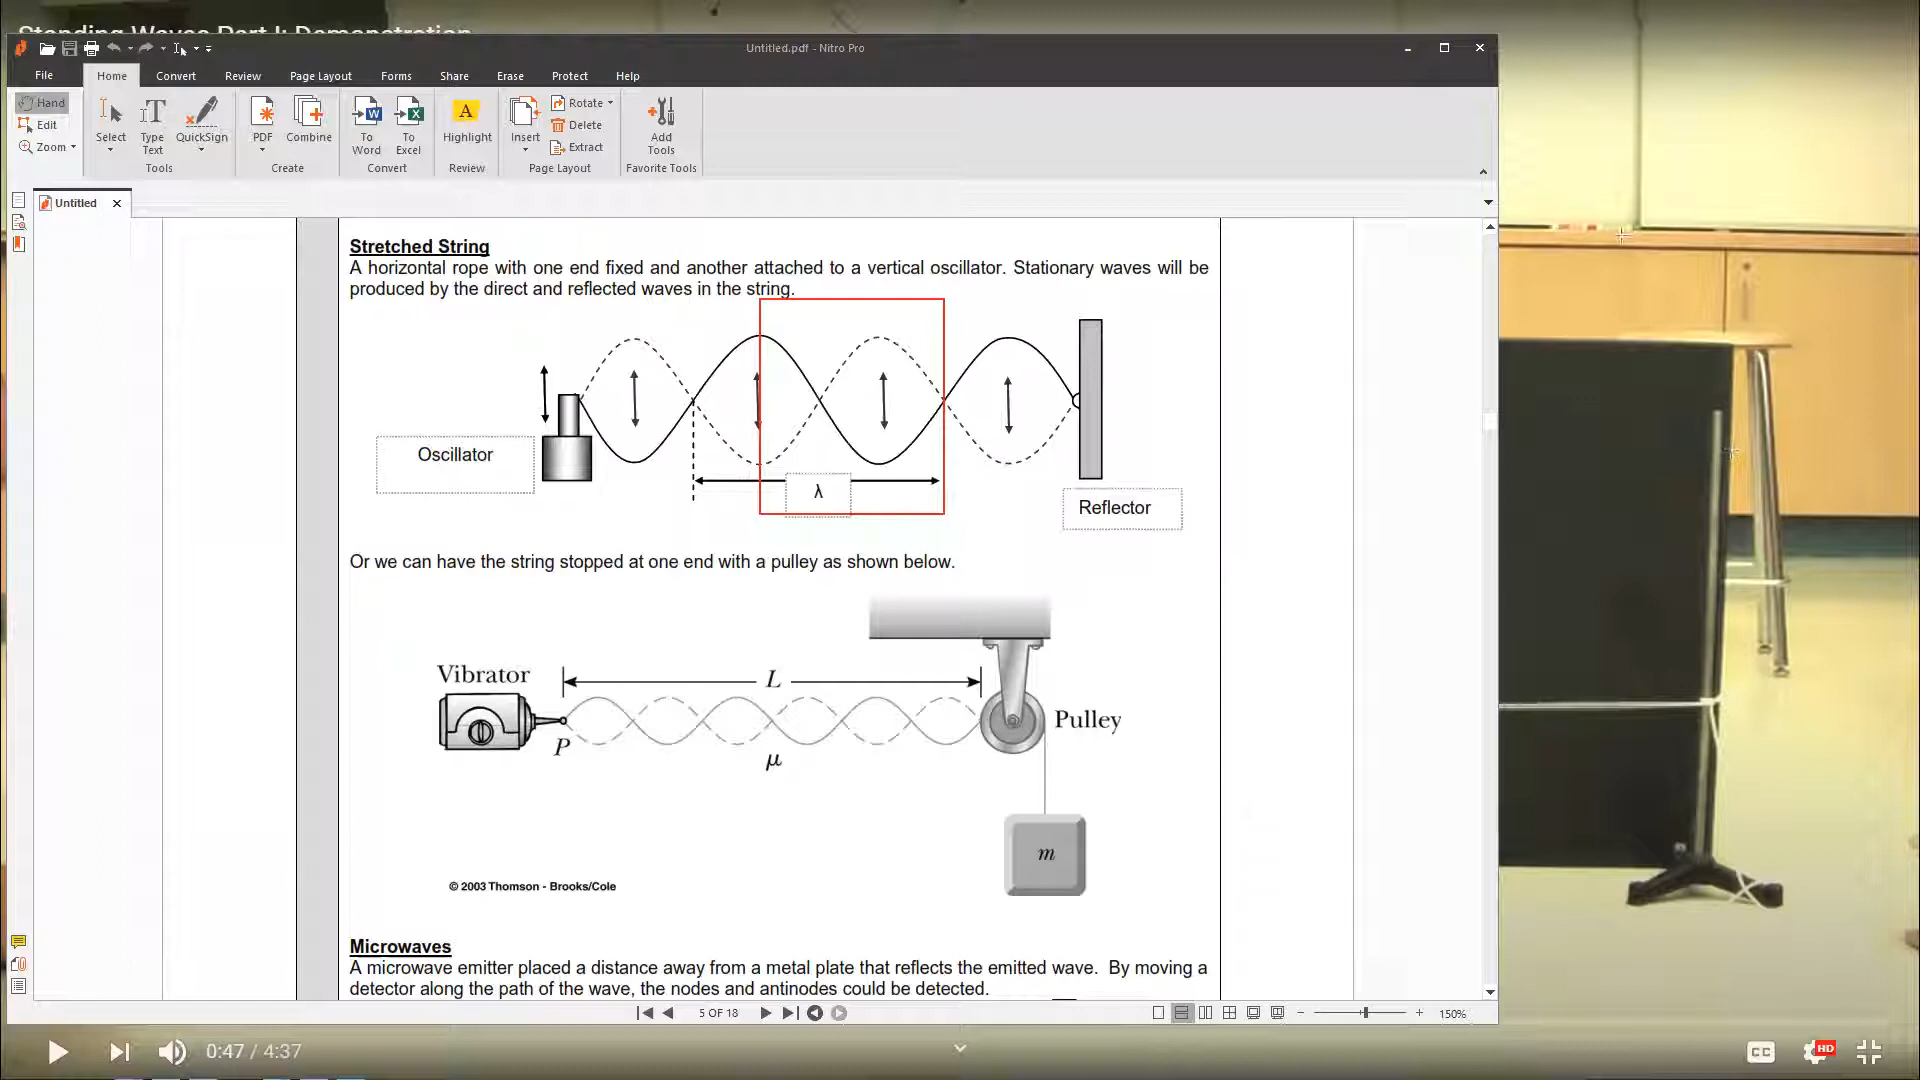 Standing Waves Part I: Demonstration
Untitled.pdf - Nitro Pro
File
Home
Convert
Review
Page Layout
Forms
Share
Erase
Protect
Help
Hand
Edit
Zoom
Select
Type Text
QuickSign
Tools
PDF
Combine
Create
To Word
To Excel
Convert
A
Highlight
Review
Insert
Rotate
Delete
Extract
Page Layout
Add Tools
Favorite Tools
Untitled
Stretched String
A horizontal rope with one end fixed and another attached to a vertical oscillator. Stationary waves will be
produced by the direct and reflected waves in the string.
Oscillator
λ
Reflector
Or we can have the string stopped at one end with a pulley as shown below.
Vibrator
L
P
μ
Pulley
m
© 2003 Thomson - Brooks/Cole
Microwaves
A microwave emitter placed a distance away from a metal plate that reflects the emitted wave. By moving a
detector along the path of the wave, the nodes and antinodes could be detected.
5 OF 18
150%
0:47 / 4:37
CC
HD